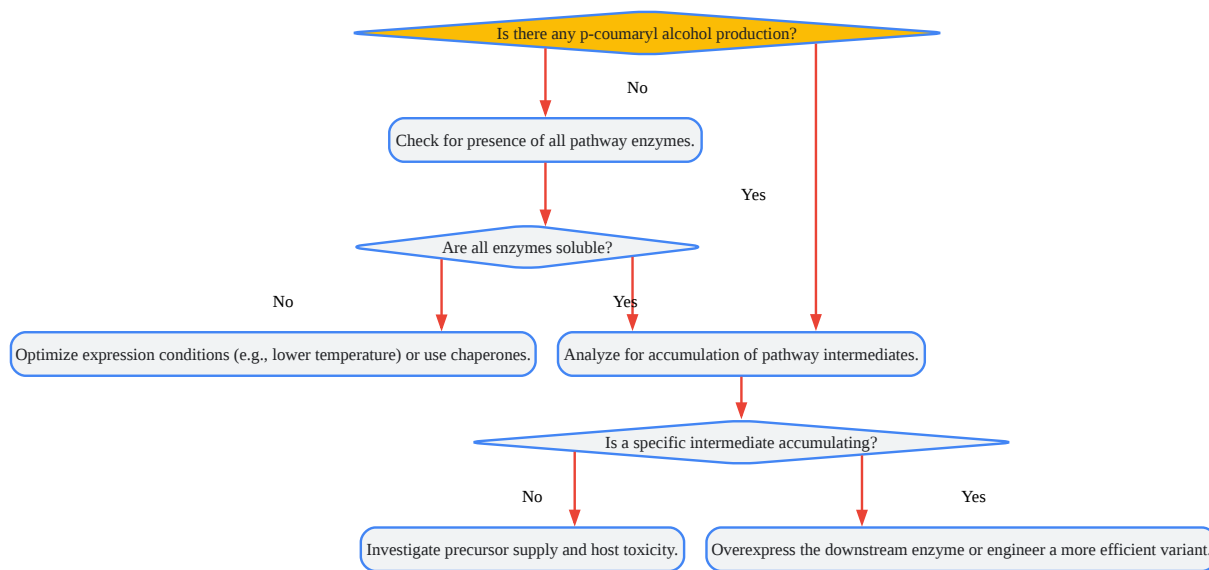 Is there any p-coumaryl alcohol production?
No
Check for presence of all pathway enzymes.
Yes
Are all enzymes soluble?
No
Yes
Optimize expression conditions (e.g., lower temperature) or use chaperones.
Analyze for accumulation of pathway intermediates.
Is a specific intermediate accumulating?
No
Yes
Investigate precursor supply and host toxicity.
Overexpress the downstream enzyme or engineer a more efficient variant.